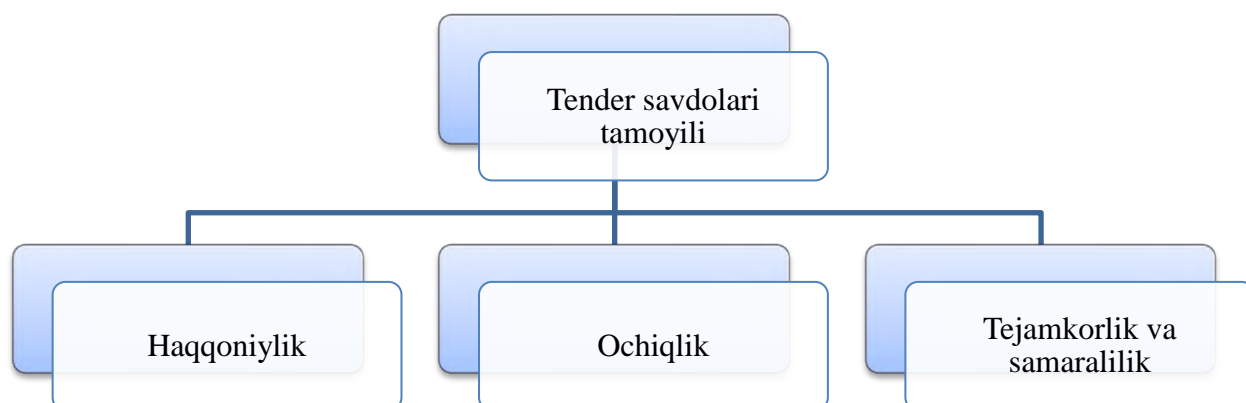 Tender savdolari
tamoyili
Haqqoniylik
Ochiqlik
Tejamkorlik va
samaralilik